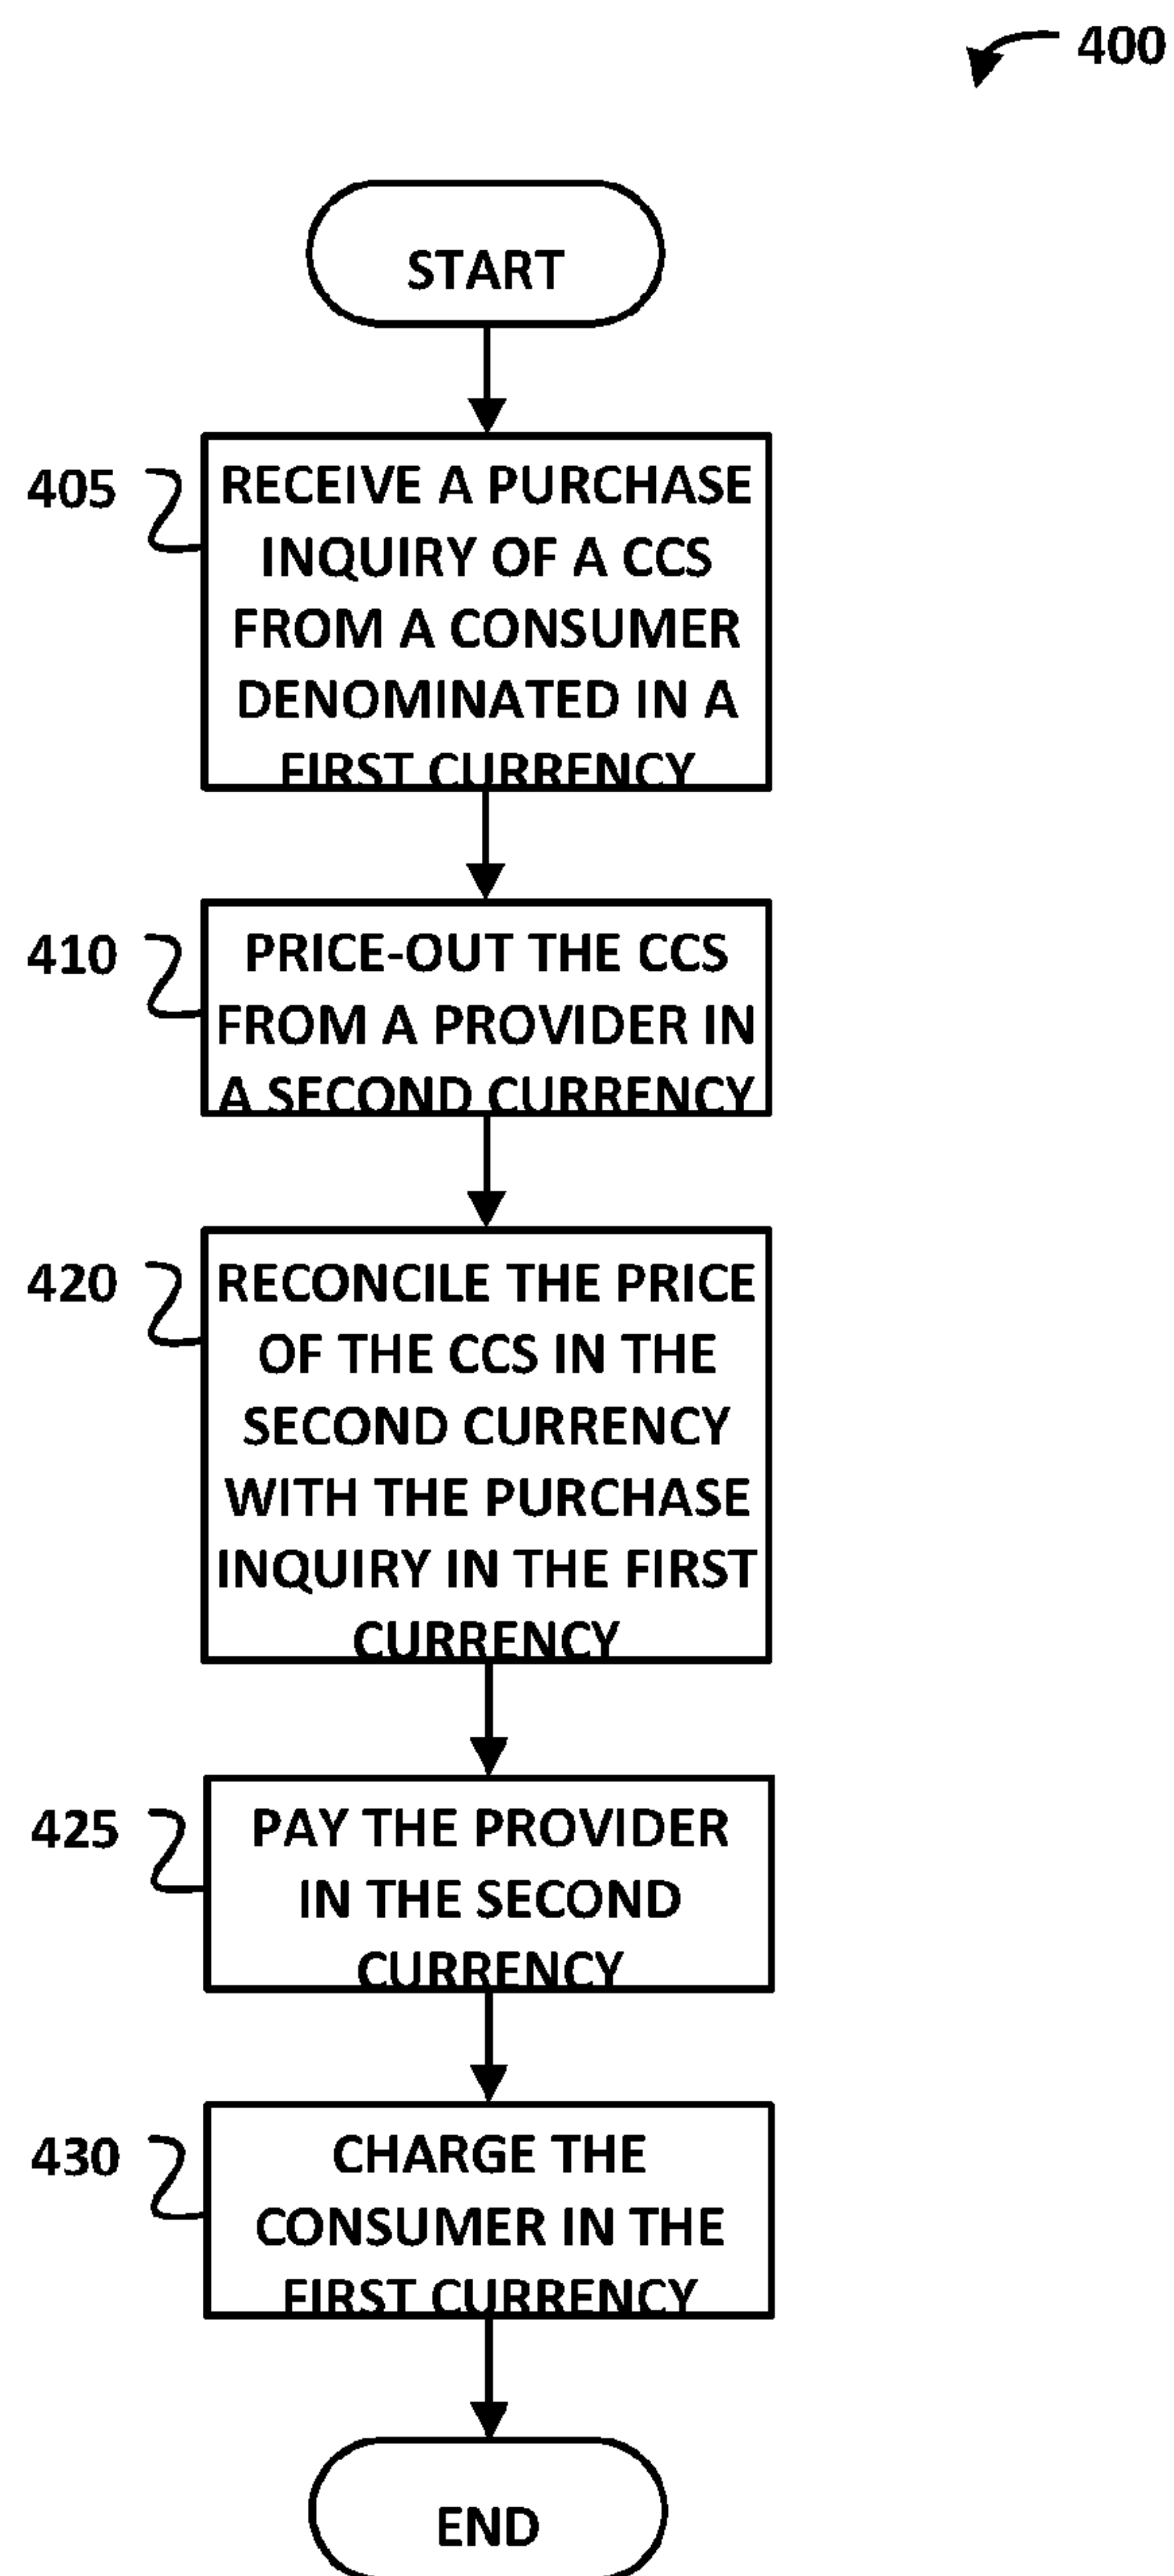 400
START
405
RECEIVE A PURCHASE
INQUIRY OF A CCS
FROM A CONSUMER
DENOMINATED IN A
FIRST CURRENCY
410
PRICE-OUT THE CCS
FROM A PROVIDER IN
A SECOND CURRENCY
420
RECONCILE THE PRICE
OF THE CCS IN THE
SECOND CURRENCY
WITH THE PURCHASE
INQUIRY IN THE FIRST
CURRENCY
425
PAY THE PROVIDER
IN THE SECOND
CURRENCY
430
CHARGE THE
CONSUMER IN THE
FIRST CURRENCY
END